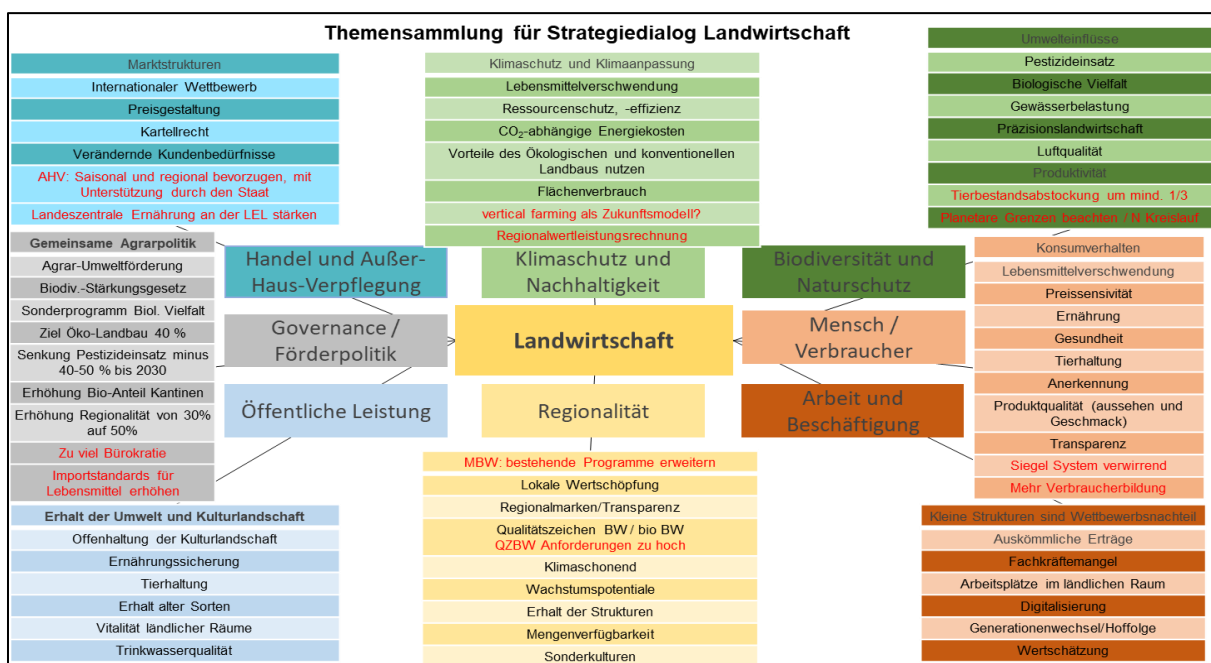 Themensammlung für Strategiedialog Landwirtschaft
Marktstrukturen
Internationaler Wettbewerb
Preisgestaltung
Kartellrecht
Verändernde Kundenbedürfnisse
AHV: Saisonal und regional bevorzugen, mit
Unterstützung durch den Staat
Landeszentrale Ernährung an der LEL stärken
Klimaschutz und Klimaanpassung
Lebensmittelverschwendung
Ressourcenschutz, -effizienz
CO₂-abhängige Energiekosten
Vorteile des Ökologischen und konventionellen
Landbaus nutzen
Flächenverbrauch
vertical farming als Zukunftsmodell?
Regionalwertleistungsrechnung
Umwelteinflüsse
Pestizideinsatz
Biologische Vielfalt
Gewässerbelastung
Präzisionslandwirtschaft
Luftqualität
Produktivität
Tierbestandsabstockung um mind. 1/3
Planetare Grenzen beachten / N Kreislauf
Gemeinsame Agrarpolitik
Agrar-Umweltförderung
Biodiv.-Stärkungsgesetz
Sonderprogramm Biol. Vielfalt
Ziel Öko-Landbau 40 %
Senkung Pestizideinsatz minus
40-50 % bis 2030
Erhöhung Bio-Anteil Kantinen
Erhöhung Regionalität von 30%
auf 50%
Zu viel Bürokratie
Importstandards für
Lebensmittel erhöhen
Handel und Außer-
Haus-Verpflegung
Klimaschutz und
Nachhaltigkeit
Biodiversität und
Naturschutz
Governance /
Förderpolitik
Landwirtschaft
Mensch /
Verbraucher
Öffentliche Leistung
Regionalität
Arbeit und
Beschäftigung
Konsumverhalten
Lebensmittelverschwendung
Preissensivität
Ernährung
Gesundheit
Tierhaltung
Anerkennung
Produktqualität (aussehen und
Geschmack)
Transparenz
Siegel System verwirrend
Mehr Verbraucherbildung
Erhalt der Umwelt und Kulturlandschaft
Offenhaltung der Kulturlandschaft
Ernährungssicherung
Tierhaltung
Erhalt alter Sorten
Vitalität ländlicher Räume
Trinkwasserqualität
MBW: bestehende Programme erweitern
Lokale Wertschöpfung
Regionalmarken/Transparenz
Qualitätszeichen BW / bio BW
QZBW Anforderungen zu hoch
Klimaschonend
Wachstumspotentiale
Erhalt der Strukturen
Mengenverfügbarkeit
Sonderkulturen
Kleine Strukturen sind Wettbewerbsnachteil
Auskömmliche Erträge
Fachkräftemangel
Arbeitsplätze im ländlichen Raum
Digitalisierung
Generationenwechsel/Hoffolge
Wertschätzung